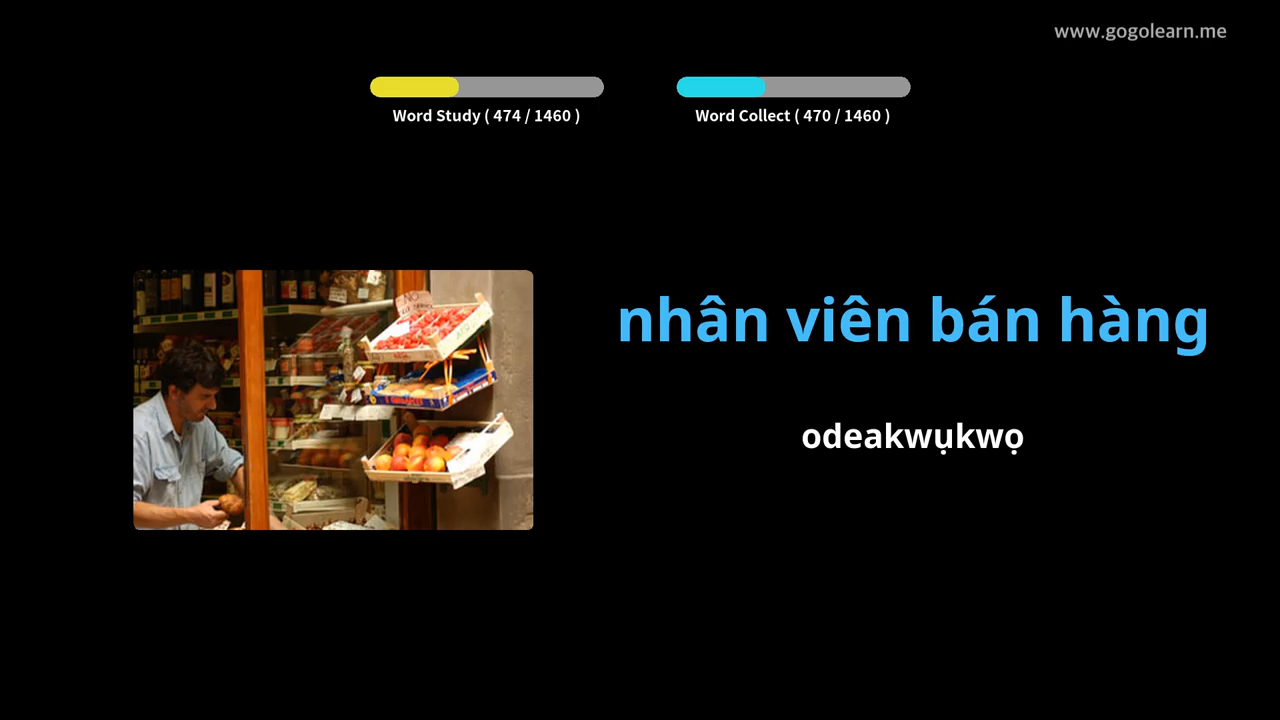 www.gogolearn.me
Word Study ( 474 / 1460 )
Word Collect ( 470 / 1460 )
nhân viên bán hàng
odeakwụkwọ